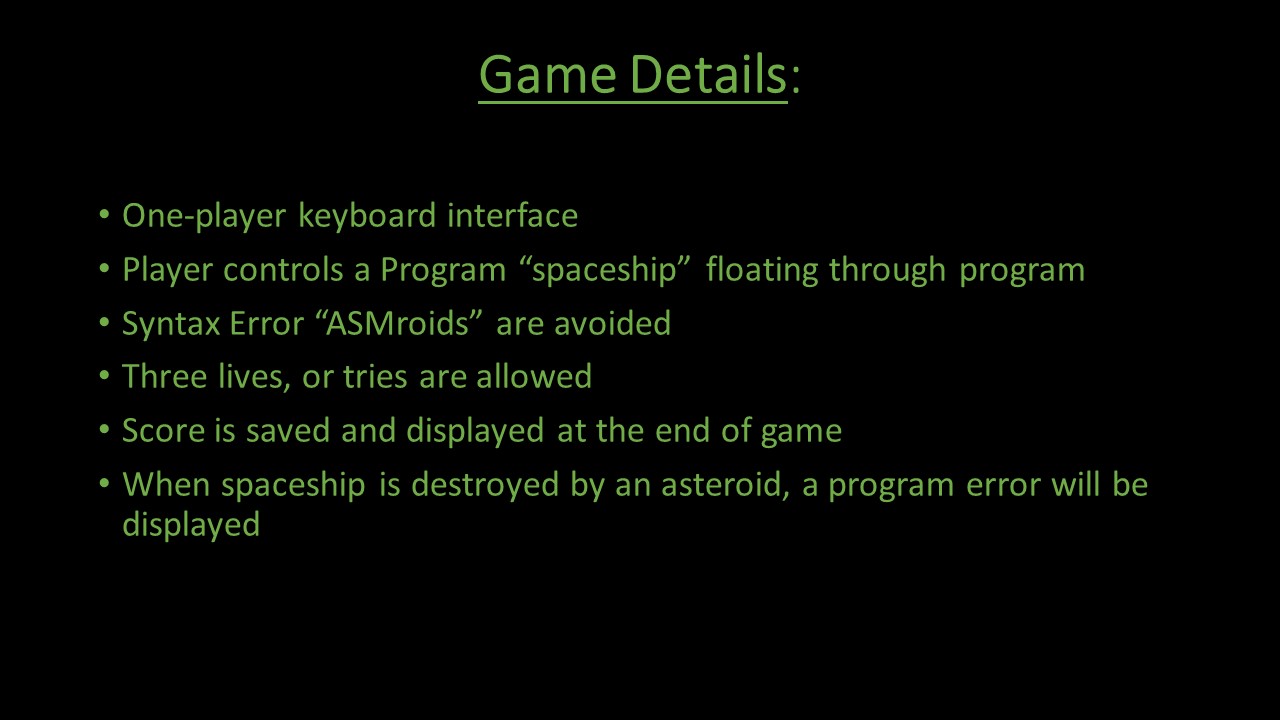 Game Details:
• One-player keyboard interface
• Player controls a Program “spaceship” floating through program
• Syntax Error “ASMroids” are avoided
• Three lives, or tries are allowed
• Score is saved and displayed at the end of game
• When spaceship is destroyed by an asteroid, a program error will be
displayed